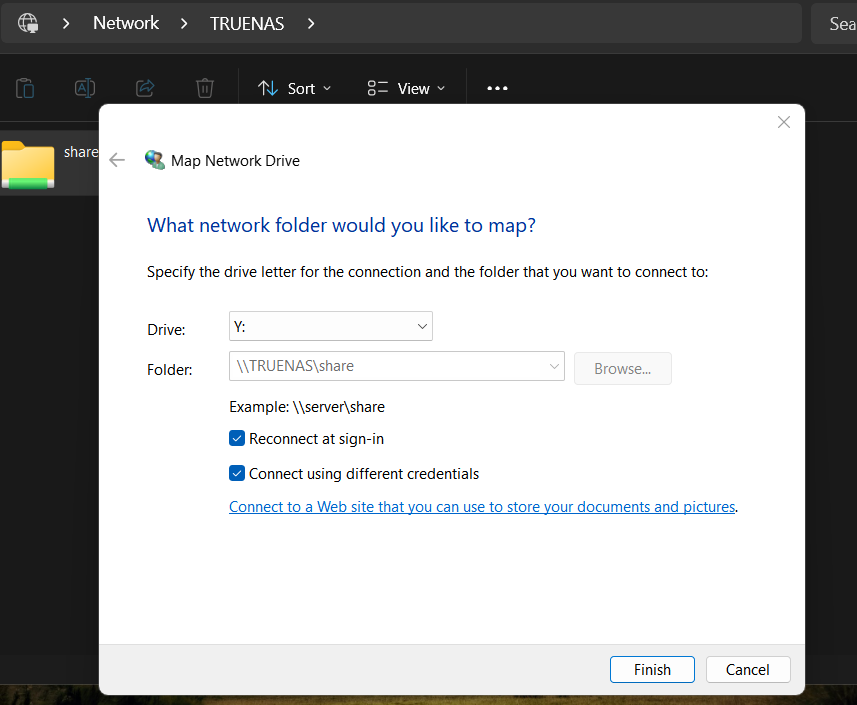 Network > TRUENAS >
Sea
Sort
View
share
Map Network Drive
What network folder would you like to map?
Specify the drive letter for the connection and the folder that you want to connect to:
Drive: Y:
Folder: \\TRUENAS\share Browse...
Example: \\server\share
Reconnect at sign-in
Connect using different credentials
Connect to a Web site that you can use to store your documents and pictures.
Finish Cancel